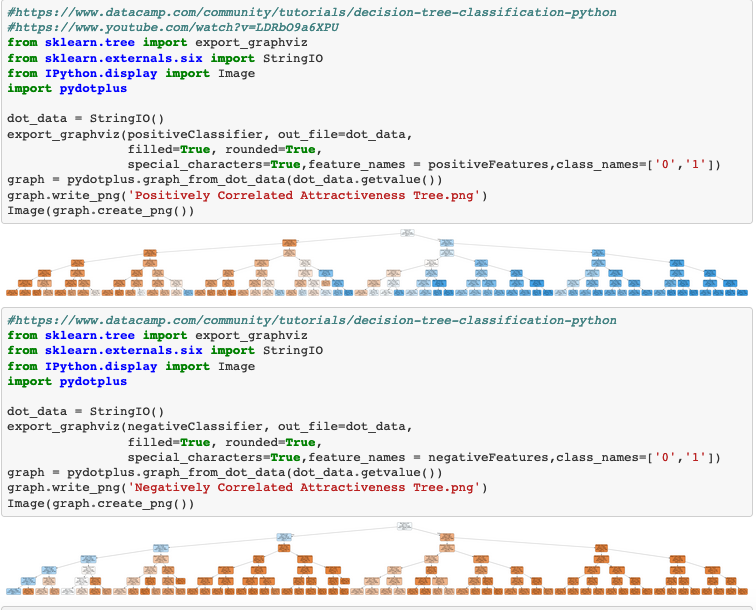 #https://www.datacamp.com/community/tutorials/decision-tree-classification-python
#https://www.youtube.com/watch?v=LDRbO9a6XPU
from sklearn.tree import export_graphviz
from sklearn.externals.six import StringIO
from IPython.display import Image
import pydotplus

dot_data = StringIO()
export_graphviz(positiveClassifier, out_file=dot_data,
                filled=True, rounded=True,
                special_characters=True,feature_names = positiveFeatures,class_names=['0','1'])
graph = pydotplus.graph_from_dot_data(dot_data.getvalue())
graph.write_png('Positively Correlated Attractiveness Tree.png')
Image(graph.create_png())
#https://www.datacamp.com/community/tutorials/decision-tree-classification-python
from sklearn.tree import export_graphviz
from sklearn.externals.six import StringIO
from IPython.display import Image
import pydotplus

dot_data = StringIO()
export_graphviz(negativeClassifier, out_file=dot_data,
                filled=True, rounded=True,
                special_characters=True,feature_names = negativeFeatures,class_names=['0','1'])
graph = pydotplus.graph_from_dot_data(dot_data.getvalue())
graph.write_png('Negatively Correlated Attractiveness Tree.png')
Image(graph.create_png())